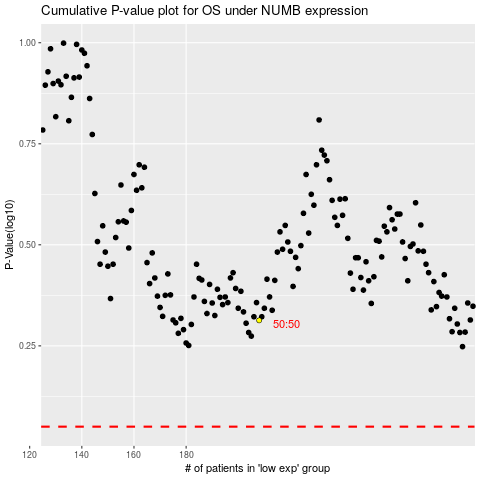 Cumulative P-value plot for OS under NUMB expression
P-Value(log10)
1.00
0.75
0.50
0.25
50:50
120 140 160 180
# of patients in 'low exp' group